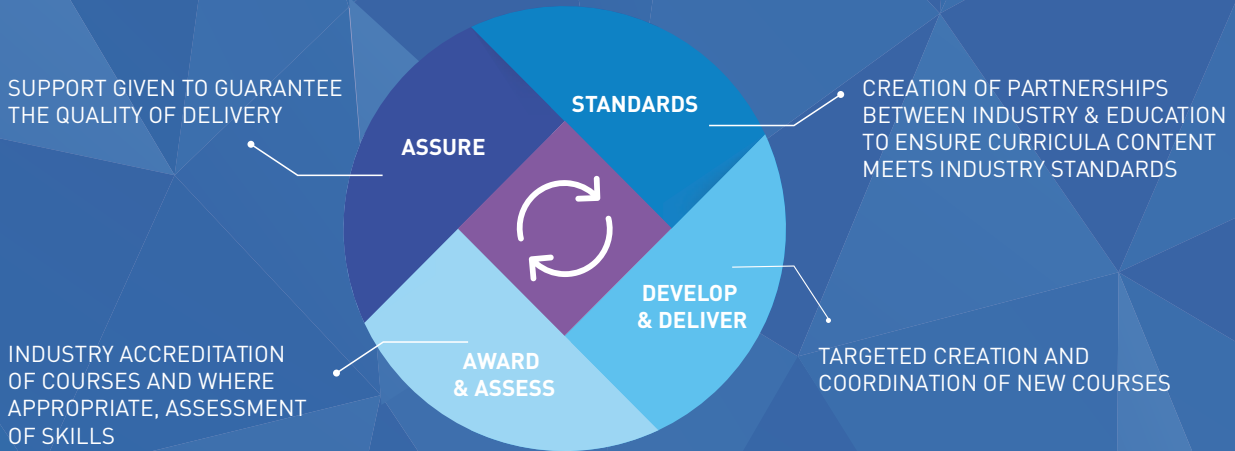 SUPPORT GIVEN TO GUARANTEE
THE QUALITY OF DELIVERY
ASSURE
STANDARDS
CREATION OF PARTNERSHIPS
BETWEEN INDUSTRY & EDUCATION
TO ENSURE CURRICULA CONTENT
MEETS INDUSTRY STANDARDS
DEVELOP
& DELIVER
TARGETED CREATION AND
COORDINATION OF NEW COURSES
AWARD
& ASSESS
INDUSTRY ACCREDITATION
OF COURSES AND WHERE
APPROPRIATE, ASSESSMENT
OF SKILLS